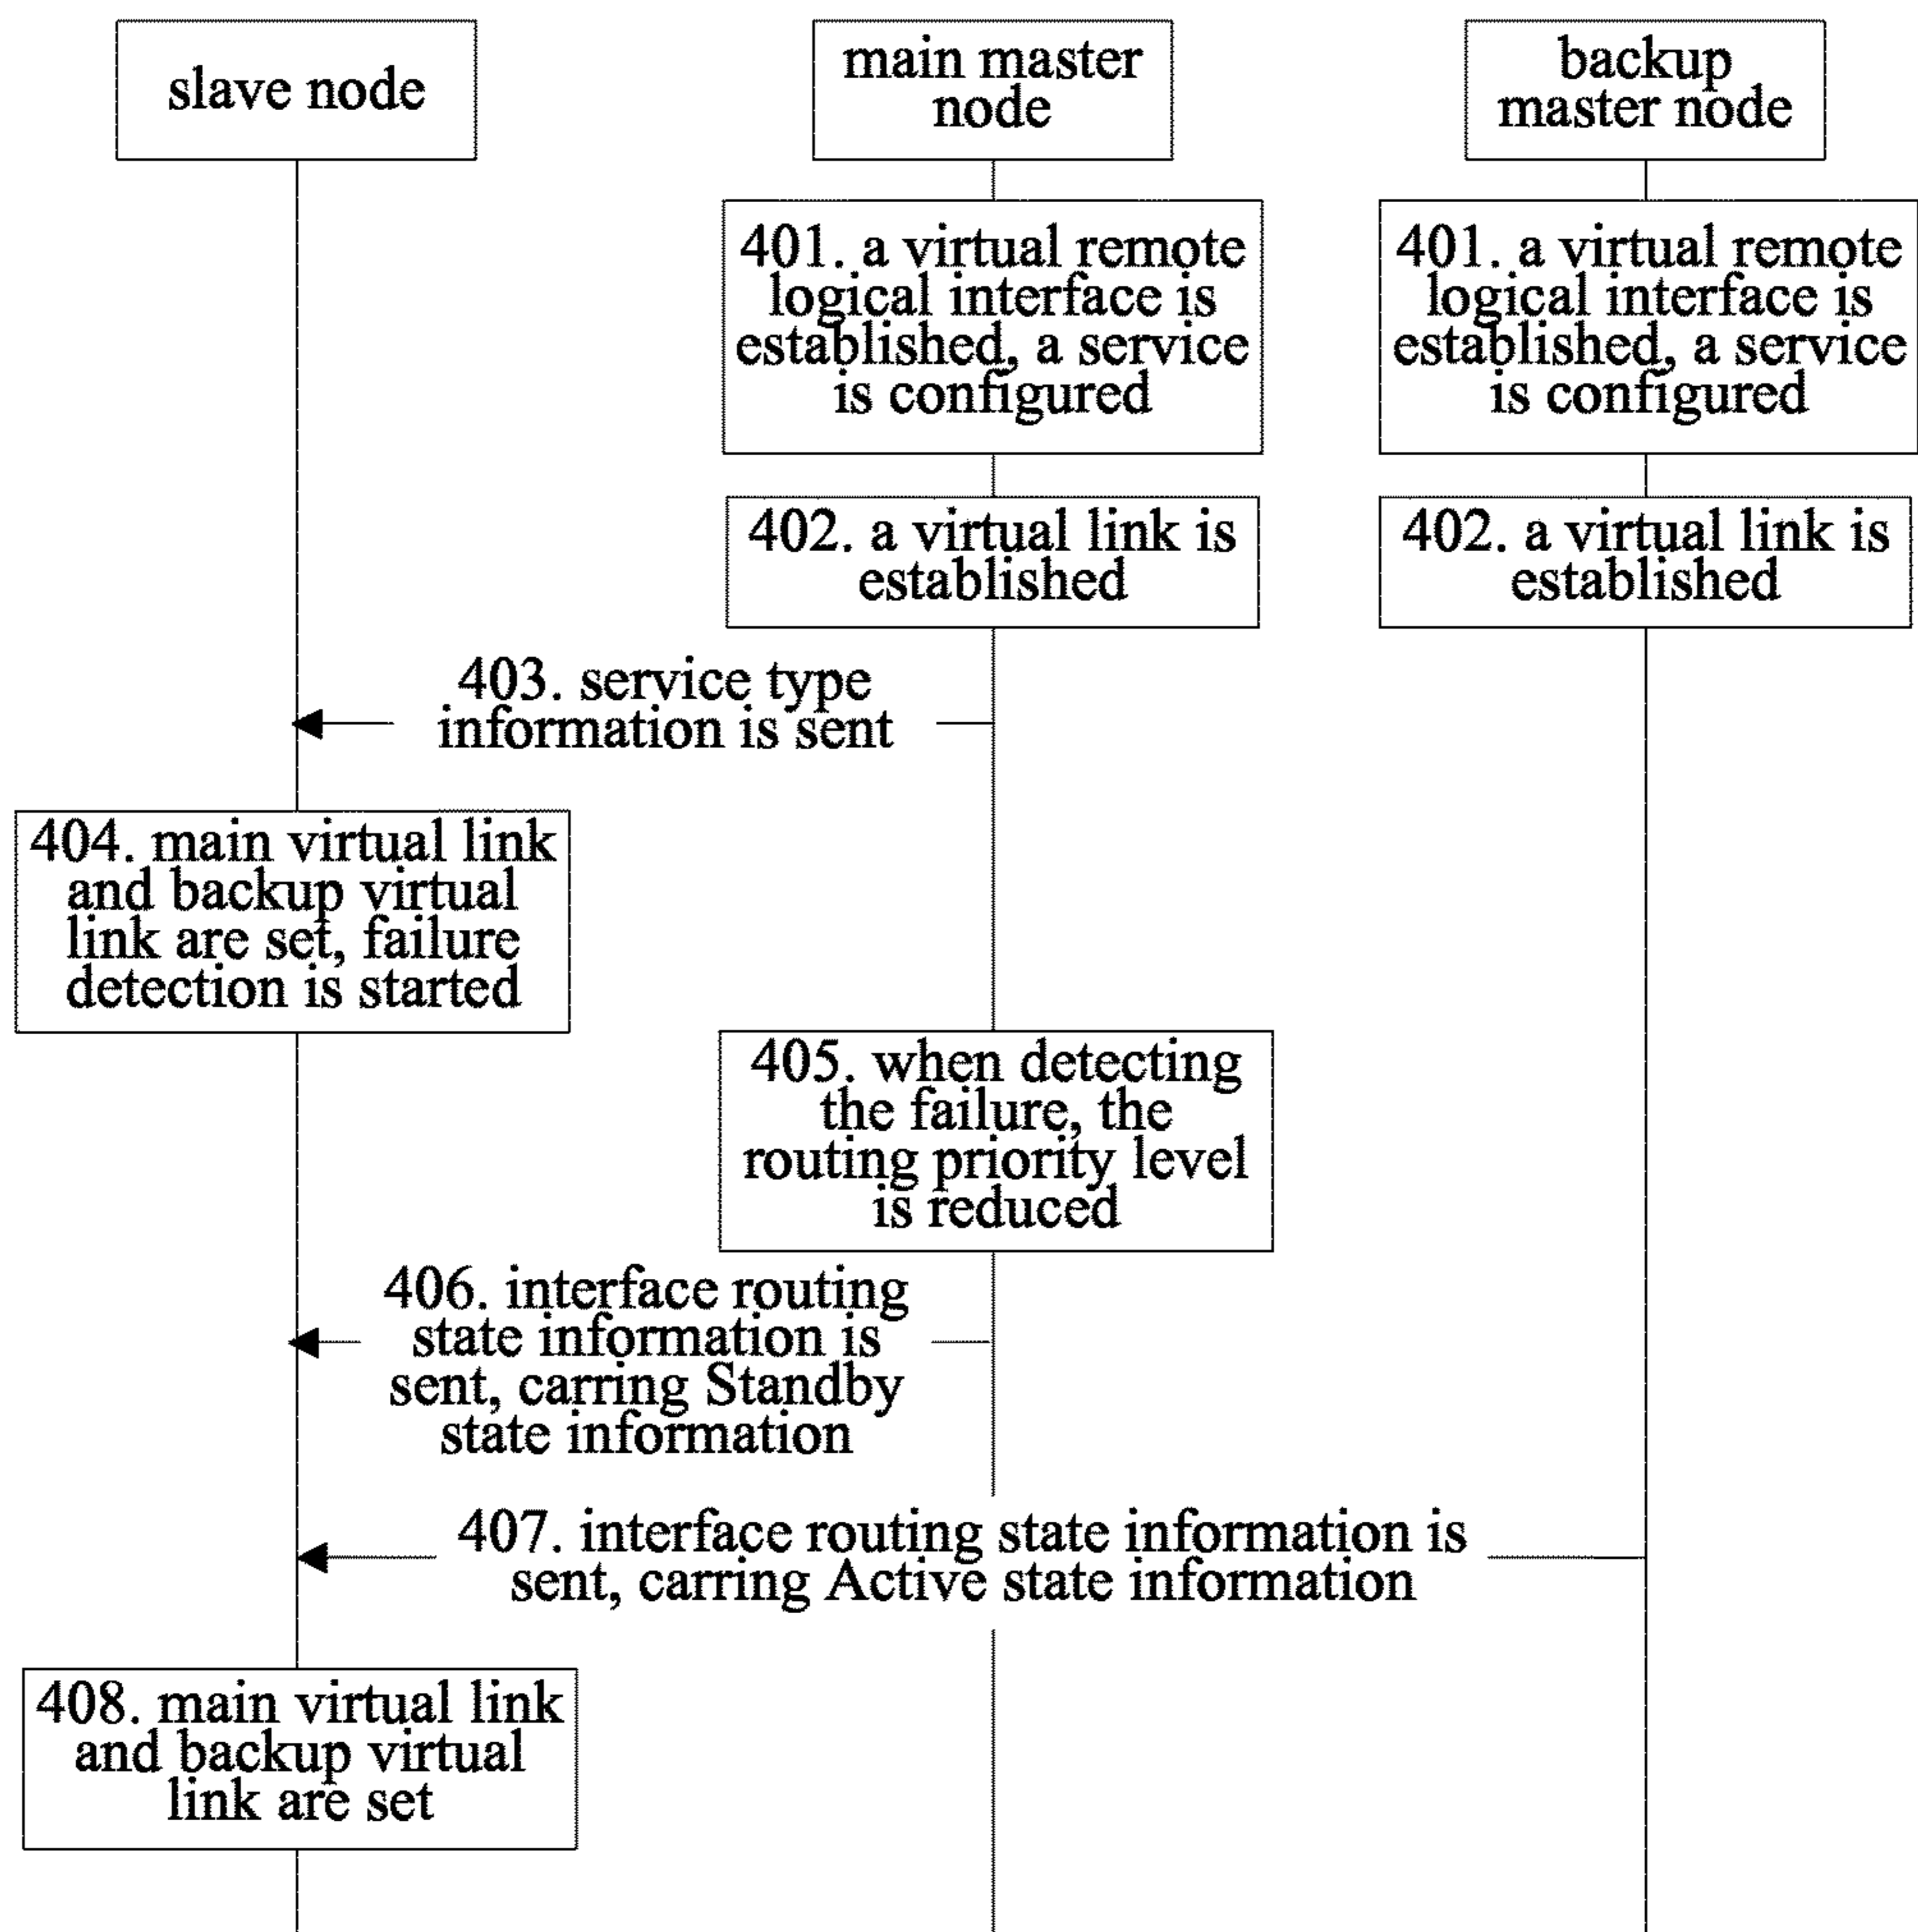 slave node
main master
node
backup
master node
401. a virtual remote
logical interface is
established, a service
is configured
401. a virtual remote
logical interface is
established, a service
is configured
402. a virtual link is
established
402. a virtual link is
established
403. service type
information is sent
404. main virtual link
and backup virtual
link are set, failure
detection is started
405. when detecting
the failure, the
routing priority level
is reduced
406. interface routing
state information is
sent, carring Standby
state information
407. interface routing state information is
sent, carring Active state information
408. main virtual link
and backup virtual
link are set